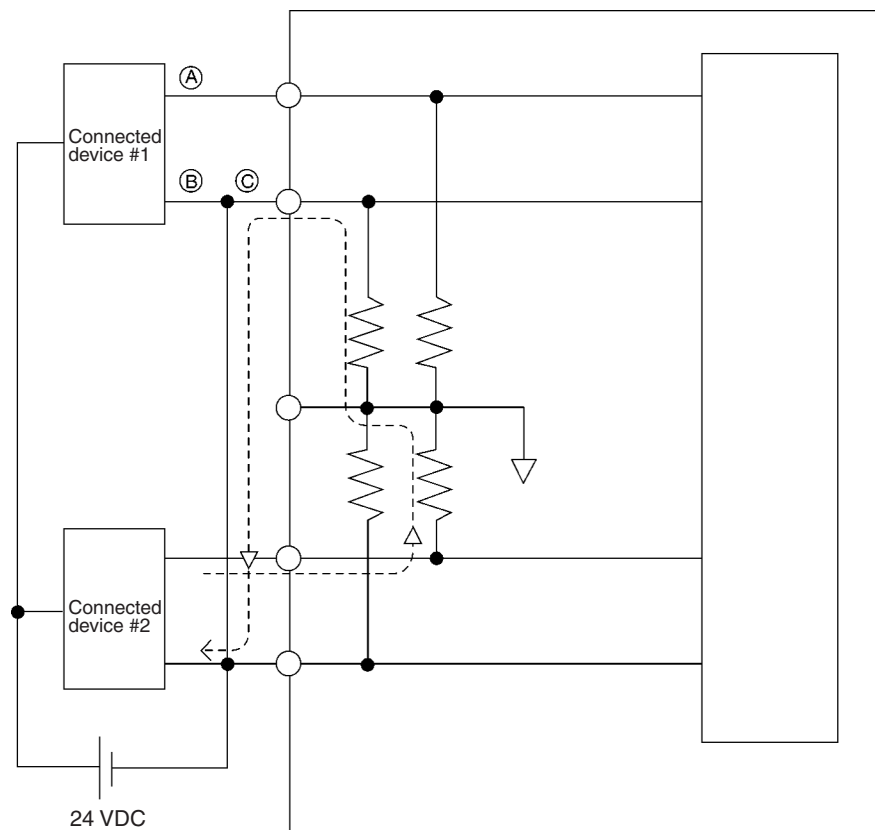 Ⓐ
Connected
device #1
Ⓑ Ⓒ
Connected
device #2
24 VDC